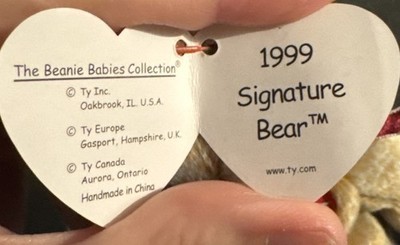 The Beanie Babies Collection®
© Ty Inc.
Oakbrook, IL. U.S.A.
© Ty Europe
Gasport, Hampshire, U.K.
© Ty Canada
Aurora, Ontario
Handmade in China
1999
Signature
Bear™
www.ty.com